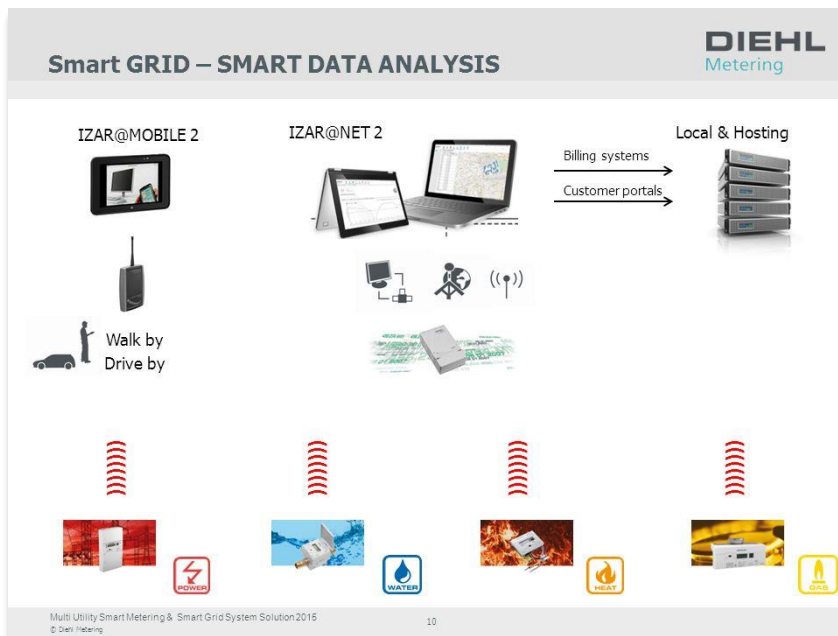 Smart GRID – SMART DATA ANALYSIS
DIEHL
Metering
IZAR@MOBILE 2
IZAR@NET 2
Local & Hosting
Billing systems
Customer portals
Walk by
Drive by
POWER
WATER
HEAT
GAS
Multi Utility Smart Metering & Smart Grid System Solution 2015
© Diehl Metering
10